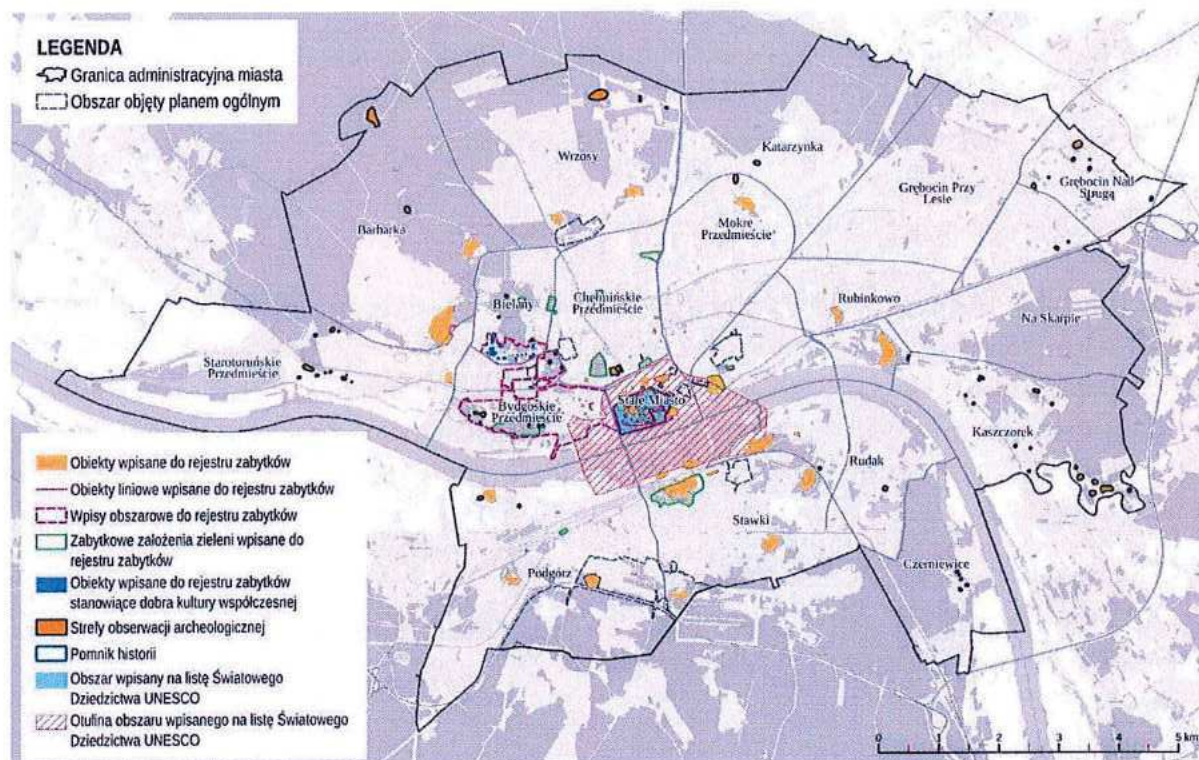 LEGENDA
Granica administracyjna miasta
Obszar objęty planem ogólnym
Wrzosy
Katarzynka
Grębocin Przy
Lesie
Grębocin Nad
Strugą
Barbarka
Mokre
Przedmieście
Bielany
Chełmińskie
Przedmieście
Rubinkowo
Na Skarpie
Starotoruńskie
Przedmieście
Bydgoskie
Przedmieście
Stare Miasto
Kaszczorek
Rudak
Stawki
Czerniewice
Podgórz
Obiekty wpisane do rejestru zabytków
Obiekty liniowe wpisane do rejestru zabytków
Wpisy obszarowe do rejestru zabytków
Zabytkowe założenia zieleni wpisane do
rejestru zabytków
Obiekty wpisane do rejestru zabytków
stanowiące dobra kultury współczesnej
Strefy obserwacji archeologicznej
Pomnik historii
Obszar wpisany na listę Światowego
Dziedzictwa UNESCO
Otulina obszaru wpisanego na listę Światowego
Dziedzictwa UNESCO
0 1 2 3 4 5 km